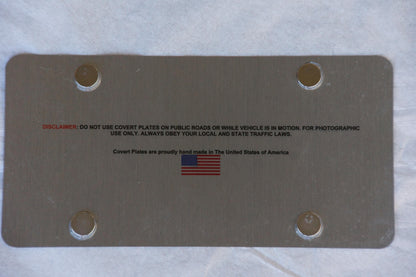 DISCLAIMER: DO NOT USE COVERT PLATES ON PUBLIC ROADS OR WHILE VEHICLE IS IN MOTION. FOR PHOTOGRAPHIC
USE ONLY. ALWAYS OBEY YOUR LOCAL AND STATE TRAFFIC LAWS.
Covert Plates are proudly hand made in The United States of America